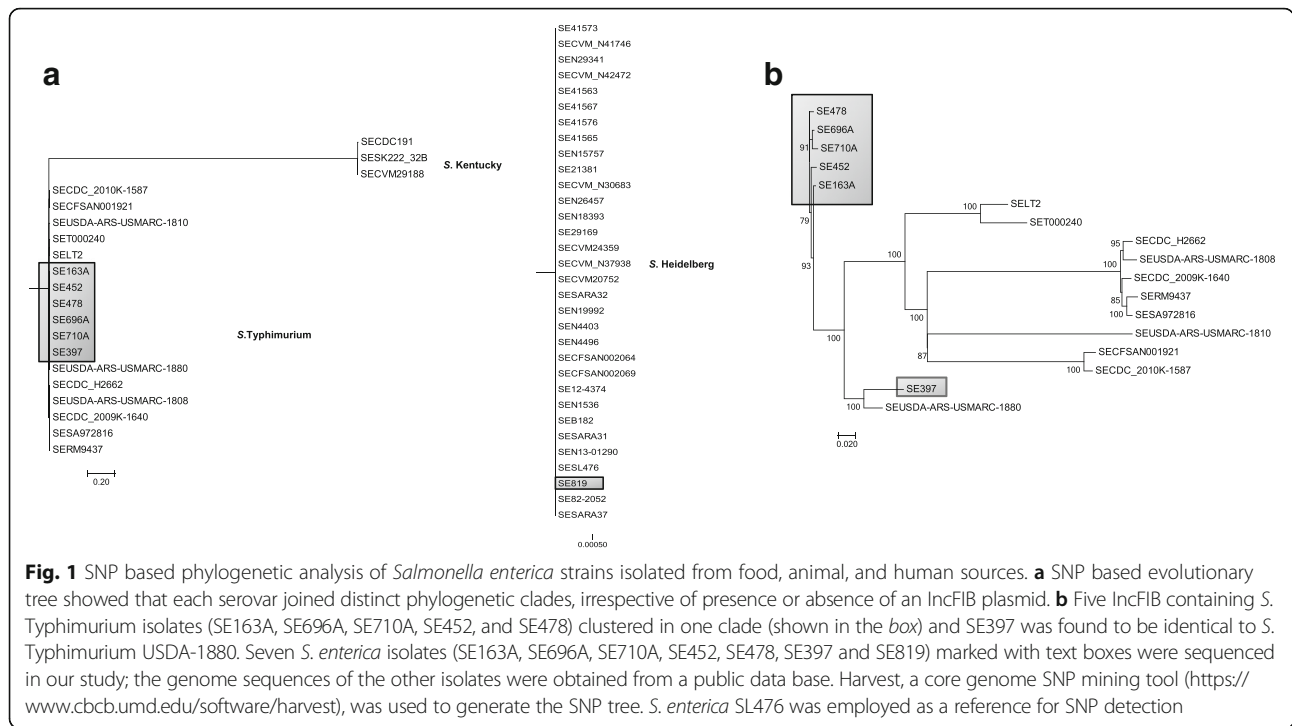 a
SECDC191
SESK222_32B
SECVM29188
S. Kentucky
SECDC_2010K-1587
SECFSAN001921
SEUSDA-ARS-USMARC-1810
SET000240
SELT2
SE163A
SE452
SE478
SE696A
SE710A
SE397
SEUSDA-ARS-USMARC-1880
SECDC_H2662
SEUSDA-ARS-USMARC-1808
SECDC_2009K-1640
SESA972816
SERM9437
S.Typhimurium
0.20
SE41573
SECVM_N41746
SEN29341
SECVM_N42472
SE41563
SE41567
SE41576
SE41565
SEN15757
SE21381
SECVM_N30683
SEN26457
SEN18393
SE29169
SECVM24359
SECVM_N37938
SECVM20752
SESARA32
SEN19992
SEN4403
SEN4496
SECFSAN002064
SECFSAN002069
SE12-4374
SEN1536
SEB182
SESARA31
SEN13-01290
SESL476
SE819
SE82-2052
SESARA37
S. Heidelberg
0.00050
b
SE478
SE696A
91
SE710A
SE452
SE163A
79
93
SELT2
100
SET000240
100
SECDC_H2662
95
SEUSDA-ARS-USMARC-1808
100
SECDC_2009K-1640
SERM9437
85
SESA972816
100
100
SEUSDA-ARS-USMARC-1810
87
SECFSAN001921
SECDC_2010K-1587
100
100
SE397
SEUSDA-ARS-USMARC-1880
100
0.020
Fig. 1 SNP based phylogenetic analysis of Salmonella enterica strains isolated from food, animal, and human sources. a SNP based evolutionary
tree showed that each serovar joined distinct phylogenetic clades, irrespective of presence or absence of an IncFIB plasmid. b Five IncFIB containing S.
Typhimurium isolates (SE163A, SE696A, SE710A, SE452, and SE478) clustered in one clade (shown in the box) and SE397 was found to be identical to S.
Typhimurium USDA-1880. Seven S. enterica isolates (SE163A, SE696A, SE710A, SE452, SE478, SE397 and SE819) marked with text boxes were sequenced
in our study; the genome sequences of the other isolates were obtained from a public data base. Harvest, a core genome SNP mining tool (https://
www.cbcb.umd.edu/software/harvest), was used to generate the SNP tree. S. enterica SL476 was employed as a reference for SNP detection